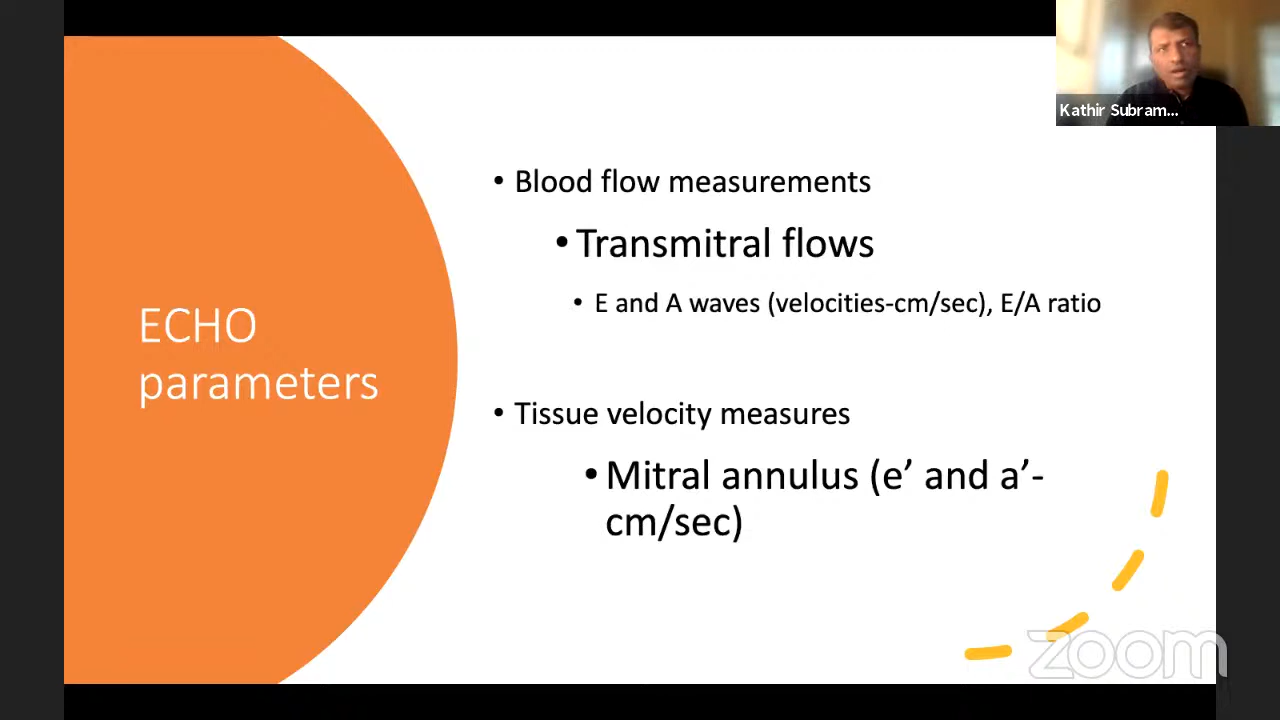 Kathir Subram...
• Blood flow measurements
• Transmitral flows
• E and A waves (velocities-cm/sec), E/A ratio
ECHO
parameters
• Tissue velocity measures
• Mitral annulus (e’ and a’-
cm/sec)
zoom